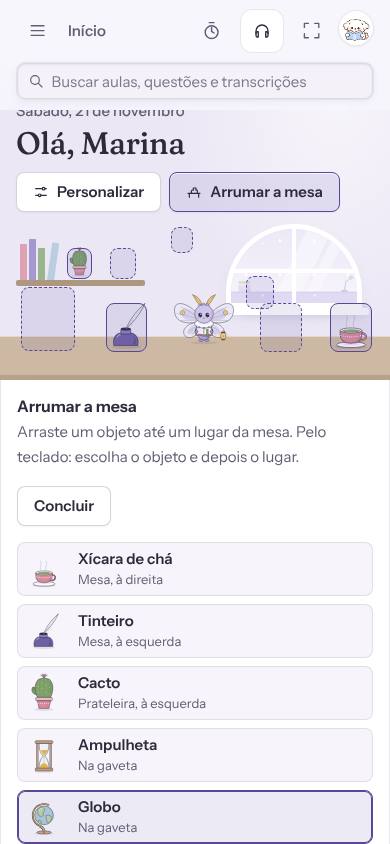 Início
Buscar aulas, questões e transcrições
Sábado, 21 de novembro
Olá, Marina
Personalizar
Arrumar a mesa
Arrumar a mesa
Arraste um objeto até um lugar da mesa. Pelo
teclado: escolha o objeto e depois o lugar.
Concluir
Xícara de chá
Mesa, à direita
Tinteiro
Mesa, à esquerda
Cacto
Prateleira, à esquerda
Ampulheta
Na gaveta
Globo
Na gaveta